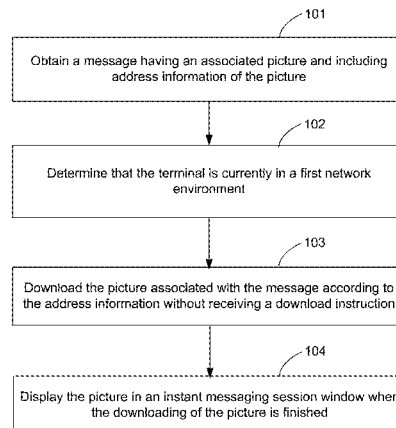 101
Obtain a message having an associated picture and including
address information of the picture
102
Determine that the terminal is currently in a first network
environment
103
Download the picture associated with the message according to
the address information without receiving a download instruction
104
Display the picture in an instant messaging session window when
the downloading of the picture is finished